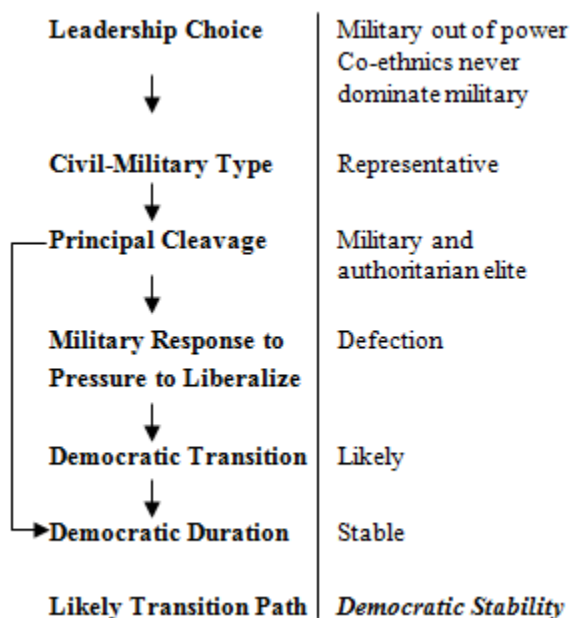 Leadership Choice
Military out of power
Co-ethnics never
dominate military
Civil-Military Type
Representative
Principal Cleavage
Military and
authoritarian elite
Military Response to
Pressure to Liberalize
Defection
Democratic Transition
Likely
Democratic Duration
Stable
Likely Transition Path
Democratic Stability